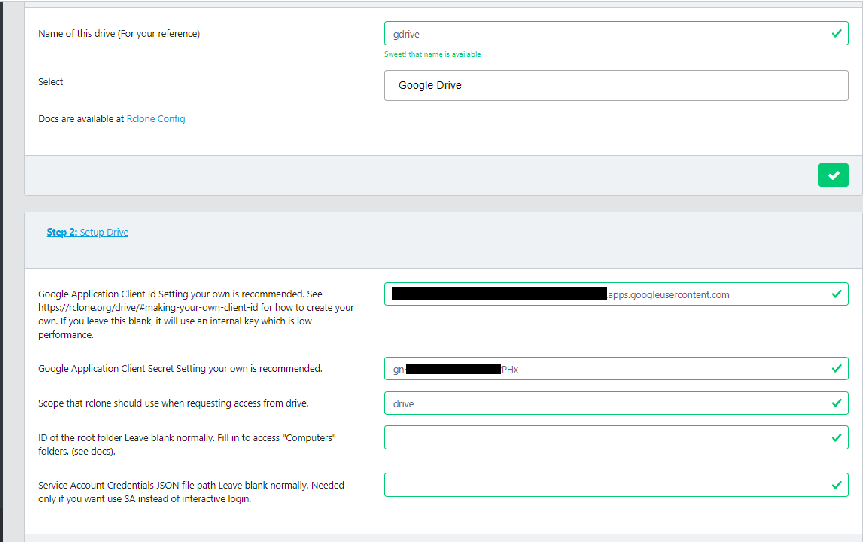 Name of this drive (For your reference)
gdrive
Sweet! that name is available.
Select
Google Drive
Docs are available at Rclone Config
Step 2: Setup Drive
Google Application Client Id Setting your own is recommended. See
https://rclone.org/drive/#making-your-own-client-id for how to create your
own. If you leave this blank, it will use an internal key which is low
performance.
apps.googleusercontent.com
Google Application Client Secret Setting your own is recommended.
gn-
PHx
Scope that rclone should use when requesting access from drive.
drive
ID of the root folder Leave blank normally. Fill in to access "Computers"
folders, (see docs).
Service Account Credentials JSON file path Leave blank normally. Needed
only if you want use SA instead of interactive login.